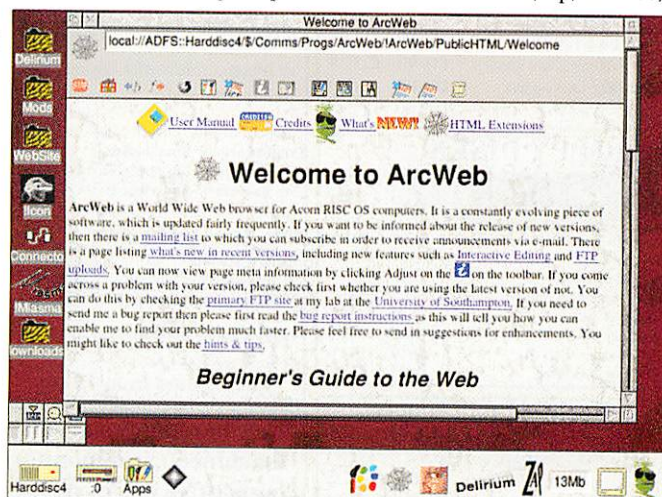 Welcome to ArcWeb
local://ADFS::Harddisc4/$/Comms/Progs/ArcWeb/!ArcWeb/PublicHTML/Welcome
Delirium
Mods
WebSite
!Icon
Connecto
!Miasma
ownloads
User Manual CREDITS Credits What's NEW! HTML Extensions
Welcome to ArcWeb
ArcWeb is a World Wide Web browser for Acorn RISC OS computers. It is a constantly evolving piece of
software, which is updated fairly frequently. If you want to be informed about the release of new versions,
then there is a mailing list to which you can subscribe in order to receive announcements via e-mail. There
is a page listing what's new in recent versions, including new features such as Interactive Editing and FTP
uploads. You can now view page meta information by clicking Adjust on the i on the toolbar. If you come
across a problem with your version, please check first whether you are using the latest version of not. You
can do this by checking the primary FTP site at my lab at the University of Southampton. If you need to
send me a bug report then please first read the bug report instructions as this will tell you how you can
enable me to find your problem much faster. Please feel free to send in suggestions for enhancements. You
might like to check out the hints & tips.
Beginner's Guide to the Web
Harddisc4
:0
Apps
Delirium
ZAP
13Mb